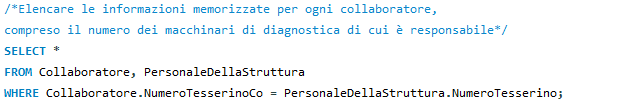 /*Elencare le informazioni memorizzate per ogni collaboratore,
compreso il numero dei macchinari di diagnostica di cui è responsabile*/
SELECT *
FROM Collaboratore, PersonaleDellaStruttura
WHERE Collaboratore.NumeroTesserinoCo = PersonaleDellaStruttura.NumeroTesserino;